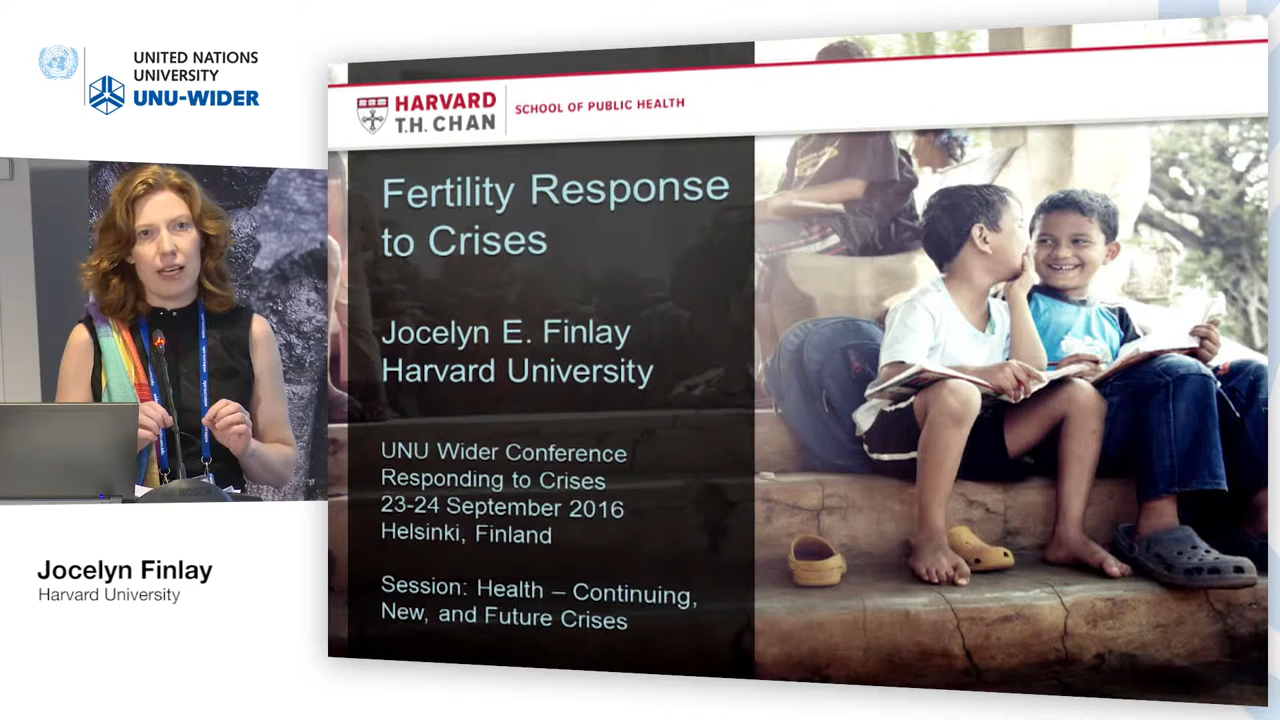 UNITED NATIONS
UNIVERSITY
UNU-WIDER
HARVARD
T.H. CHAN
SCHOOL OF PUBLIC HEALTH
Fertility Response
to Crises
Jocelyn E. Finlay
Harvard University
UNU Wider Conference
Responding to Crises
23-24 September 2016
Helsinki, Finland
Session: Health – Continuing,
New, and Future Crises
Jocelyn Finlay
Harvard University